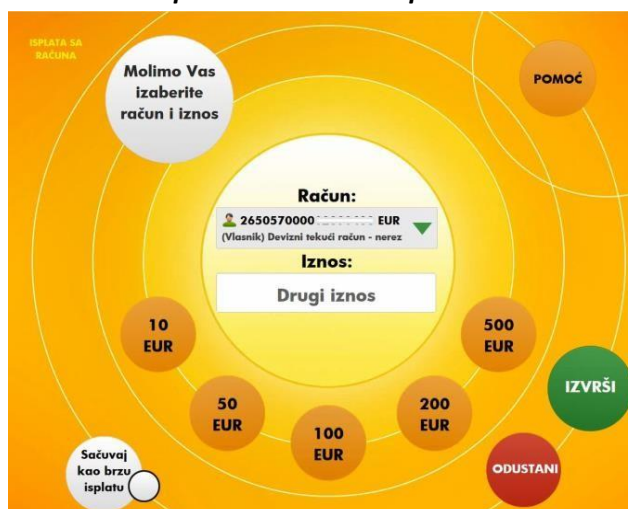 ISPLATA SA
RAČUNA
Molimo Vas
izaberite
račun i iznos
POMOĆ
Račun:
2650570000 EUR
(Vlasnik) Devizni tekući račun - nerez
Iznos:
Drugi iznos
10
EUR
50
EUR
100
EUR
200
EUR
500
EUR
IZVRŠI
ODUSTANI
Sačuvaj
kao brzu
isplatu